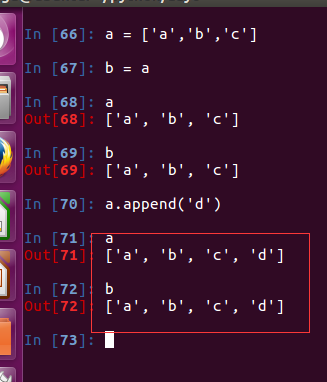 In [66]: a = ['a','b','c']
In [67]: b = a
In [68]: a
Out[68]: ['a', 'b', 'c']
In [69]: b
Out[69]: ['a', 'b', 'c']
In [70]: a.append('d')
In [71]: a
Out[71]: ['a', 'b', 'c', 'd']
In [72]: b
Out[72]: ['a', 'b', 'c', 'd']
In [73]: